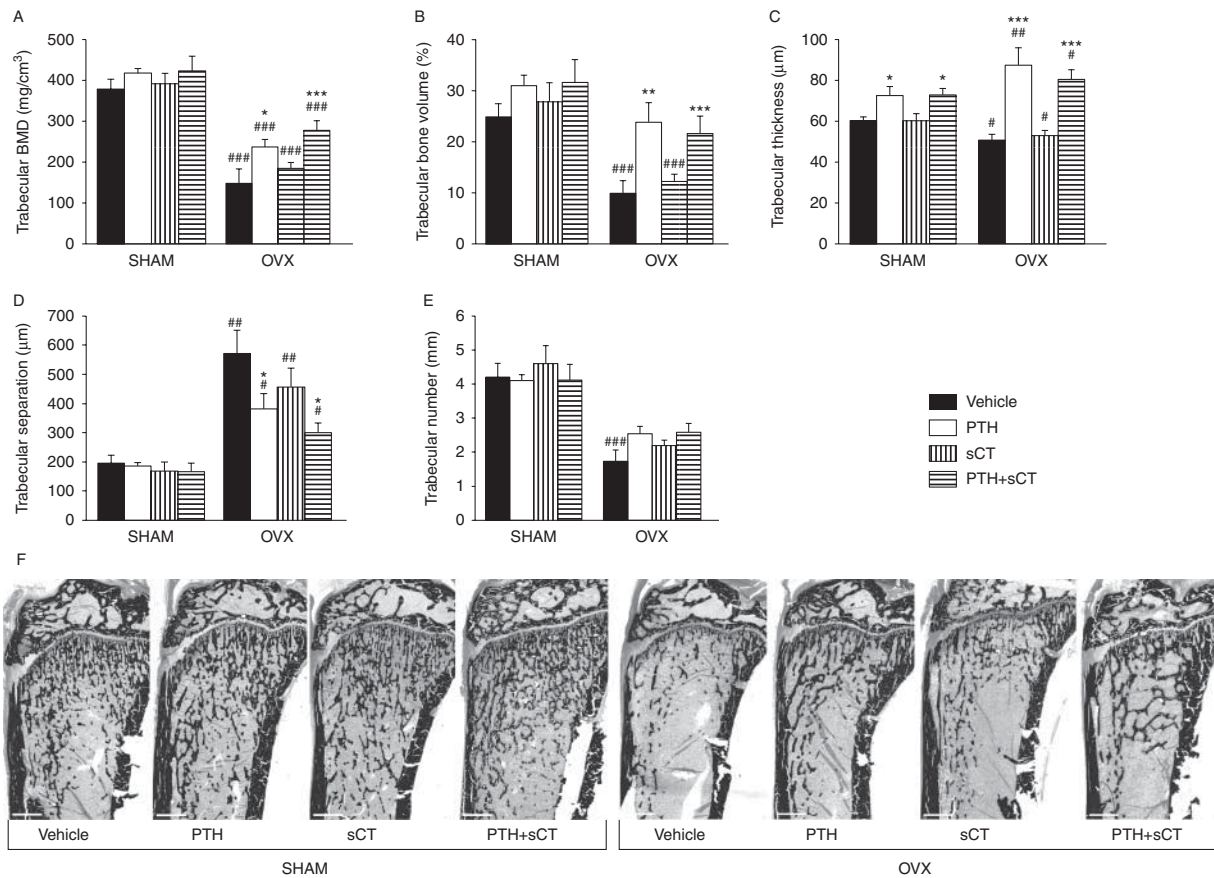 A
Trabecular BMD (mg/cm³)
500
400
300
200
100
0
###
*
###
###
***
###
SHAM
OVX
B
Trabecular bone volume (%)
40
30
20
10
0
###
**
###
***
SHAM
OVX
C
Trabecular thickness (μm)
100
80
60
40
20
0
*
*
#
***
##
#
***
#
SHAM
OVX
D
Trabecular separation (μm)
700
600
500
400
300
200
100
0
##
*
#
##
*
#
SHAM
OVX
E
Trabecular number (mm)
6
5
4
3
2
1
0
###
SHAM
OVX
Vehicle
PTH
sCT
PTH+sCT
F
Vehicle PTH sCT PTH+sCT Vehicle PTH sCT PTH+sCT
SHAM OVX